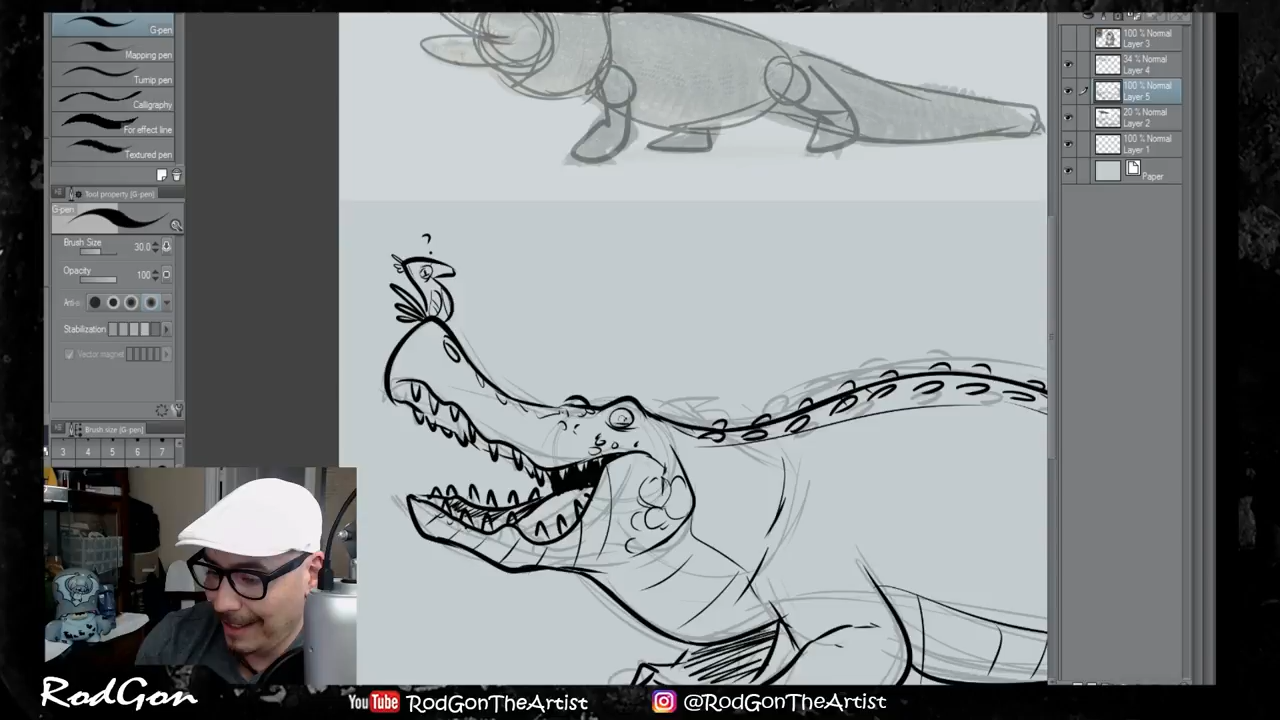 G-pen
Mapping pen
Turnip pen
Calligraphy
For effect line
Textured pen
Tool property [G-pen]
G-pen
Brush Size 30.0
Opacity 100
Stabilization
Vector magnet
Brush size [G-pen]
3 4 5 6 7
100 % Normal
Layer 3
34 % Normal
Layer 4
100 % Normal
Layer 5
20 % Normal
Layer 2
100 % Normal
Layer 1
Paper
?
RodGon
YouTube RodGonTheArtist
@RodGonTheArtist